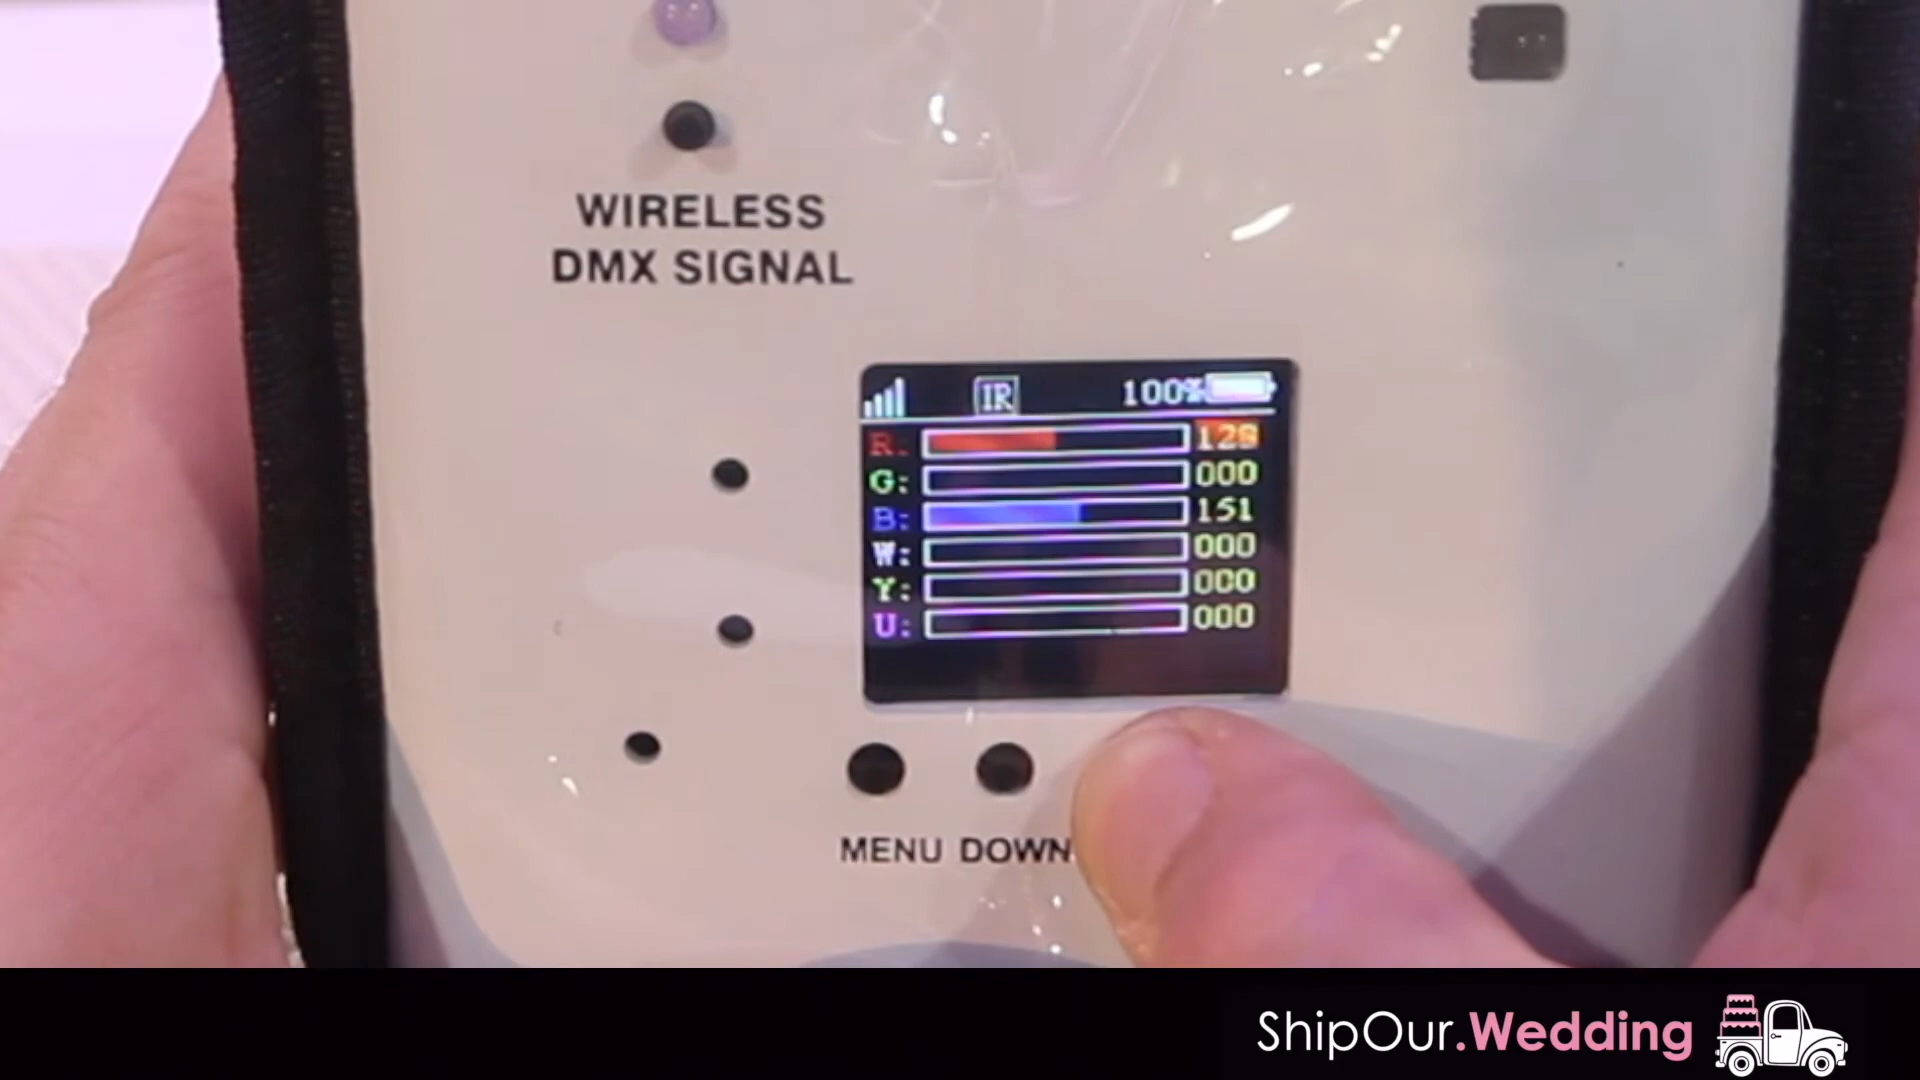 WIRELESS
DMX SIGNAL
IR 100%
R: 128
G: 000
B: 151
W: 000
Y: 000
U: 000
MENU DOWN
ShipOur.Wedding